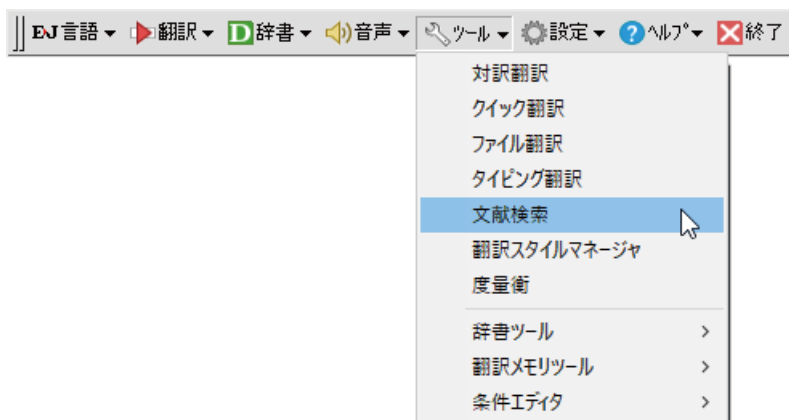 EJ 言語 ▼ 翻訳 ▼ D 辞書 ▼ 音声 ▼ ツール ▼ 設定 ▼ ? ヘルプ ▼ 終了
対訳翻訳
クイック翻訳
ファイル翻訳
タイピング翻訳
文献検索
翻訳スタイルマネージャ
度量衡
辞書ツール >
翻訳メモリツール >
条件エディタ >